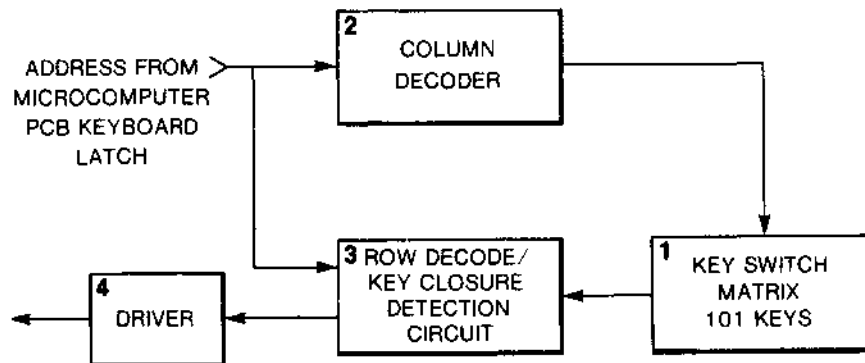 ADDRESS FROM
MICROCOMPUTER
PCB KEYBOARD
LATCH
2
COLUMN
DECODER
3
ROW DECODE/
KEY CLOSURE
DETECTION
CIRCUIT
1
KEY SWITCH
MATRIX
101 KEYS
4
DRIVER